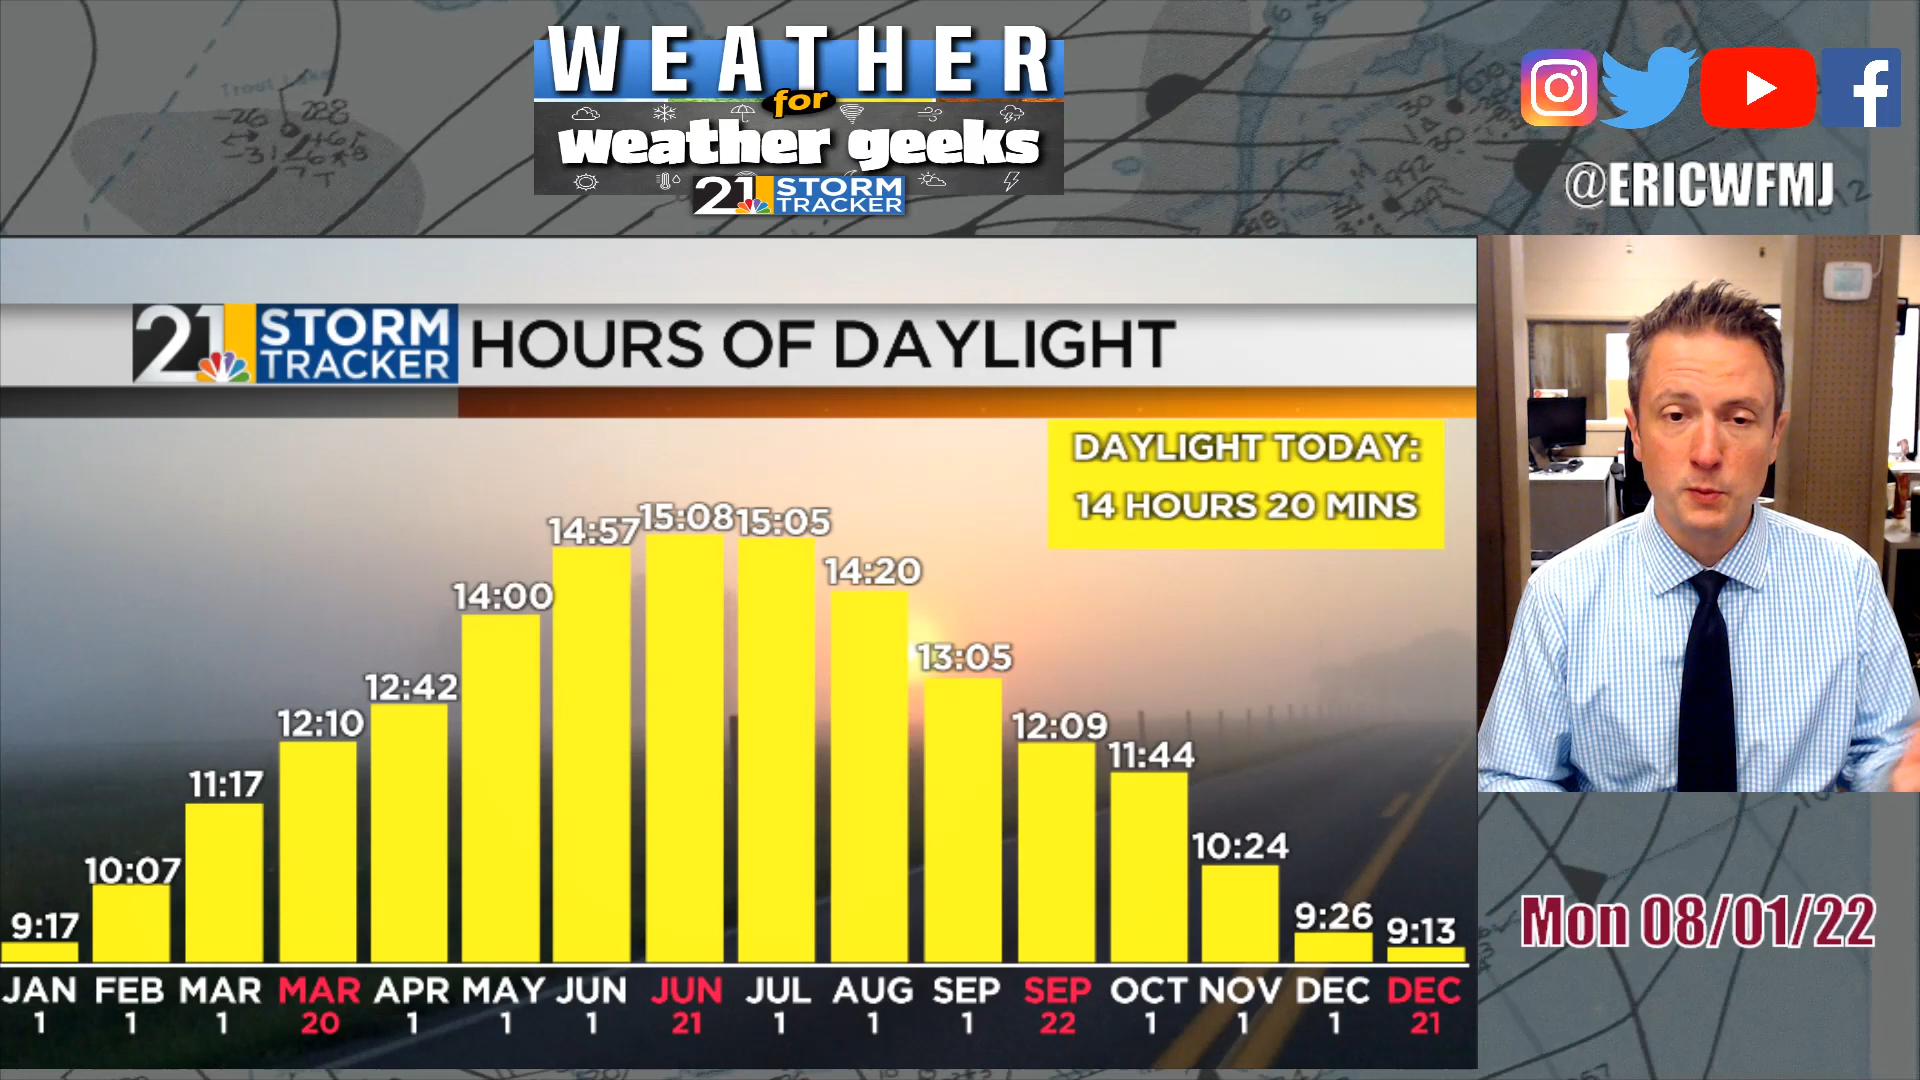 WEATHER
for
weather geeks
21 STORM
TRACKER
@ERICWFMJ
21 STORM
TRACKER
HOURS OF DAYLIGHT
DAYLIGHT TODAY:
14 HOURS 20 MINS
9:17 10:07 11:17 12:10 12:42 14:00 14:57 15:08 15:05 14:20 13:05 12:09 11:44 10:24 9:26 9:13
JAN FEB MAR MAR APR MAY JUN JUN JUL AUG SEP SEP OCT NOV DEC DEC
1 1 1 20 1 1 1 21 1 1 1 22 1 1 1 21
Mon 08/01/22